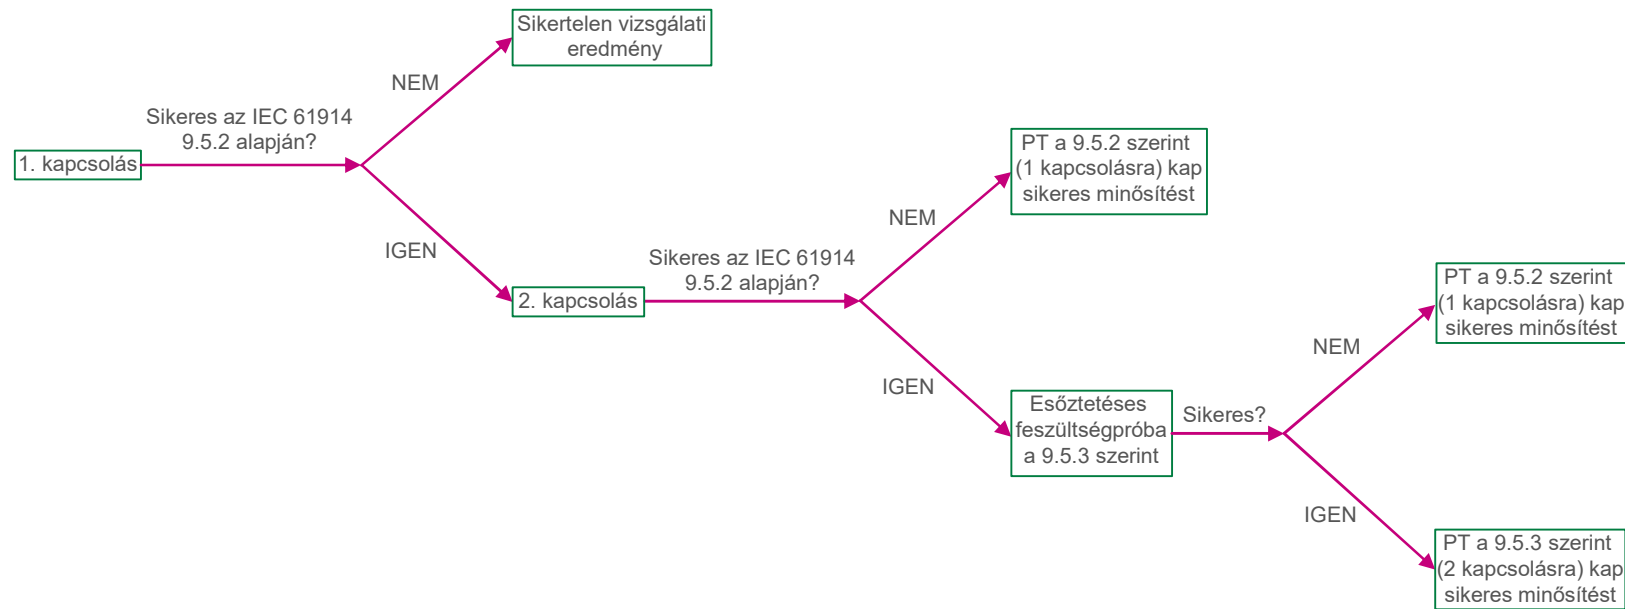 Sikertelen vizsgálati
eredmény
NEM
Sikeres az IEC 61914
9.5.2 alapján?
1. kapcsolás
IGEN
PT a 9.5.2 szerint
(1 kapcsolásra) kap
sikeres minősítést
NEM
Sikeres az IEC 61914
9.5.2 alapján?
2. kapcsolás
IGEN
PT a 9.5.2 szerint
(1 kapcsolásra) kap
sikeres minősítést
NEM
Esőztetéses
feszültségpróba
a 9.5.3 szerint
Sikeres?
IGEN
PT a 9.5.3 szerint
(2 kapcsolásra) kap
sikeres minősítést